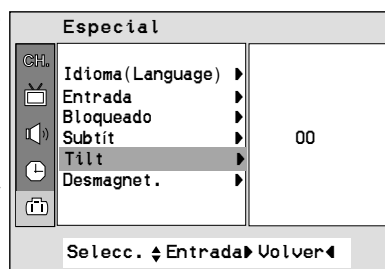 Especial
CH.
Idioma(Language) ▶
Entrada ▶
Bloqueado ▶
Subtít ▶
00
Tilt ▶
Desmagnet. ▶
Selecc. ▲▼ Entrada▶ Volver◀